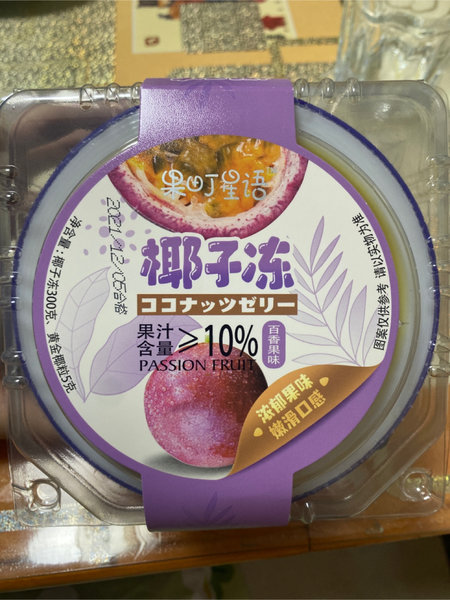 果町星语
2021/12/05合格
椰子冻
ココナッツゼリー
果汁
含量
≥10%
百香果味
PASSION FRUIT
浓郁果味
嫩滑口感
净含量：椰子冻300克、黄金椰粒5克
图案仅供参考 请以实物为准